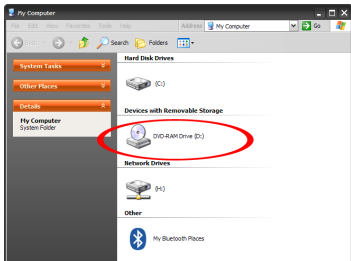 My Computer
File Edit View Favorites Tools Help Address My Computer Go
Search Folders
System Tasks
Other Places
Details
My Computer
System Folder
Hard Disk Drives
(C:)
Devices with Removable Storage
DVD-RAM Drive (D:)
Network Drives
(H:)
Other
My Bluetooth Places